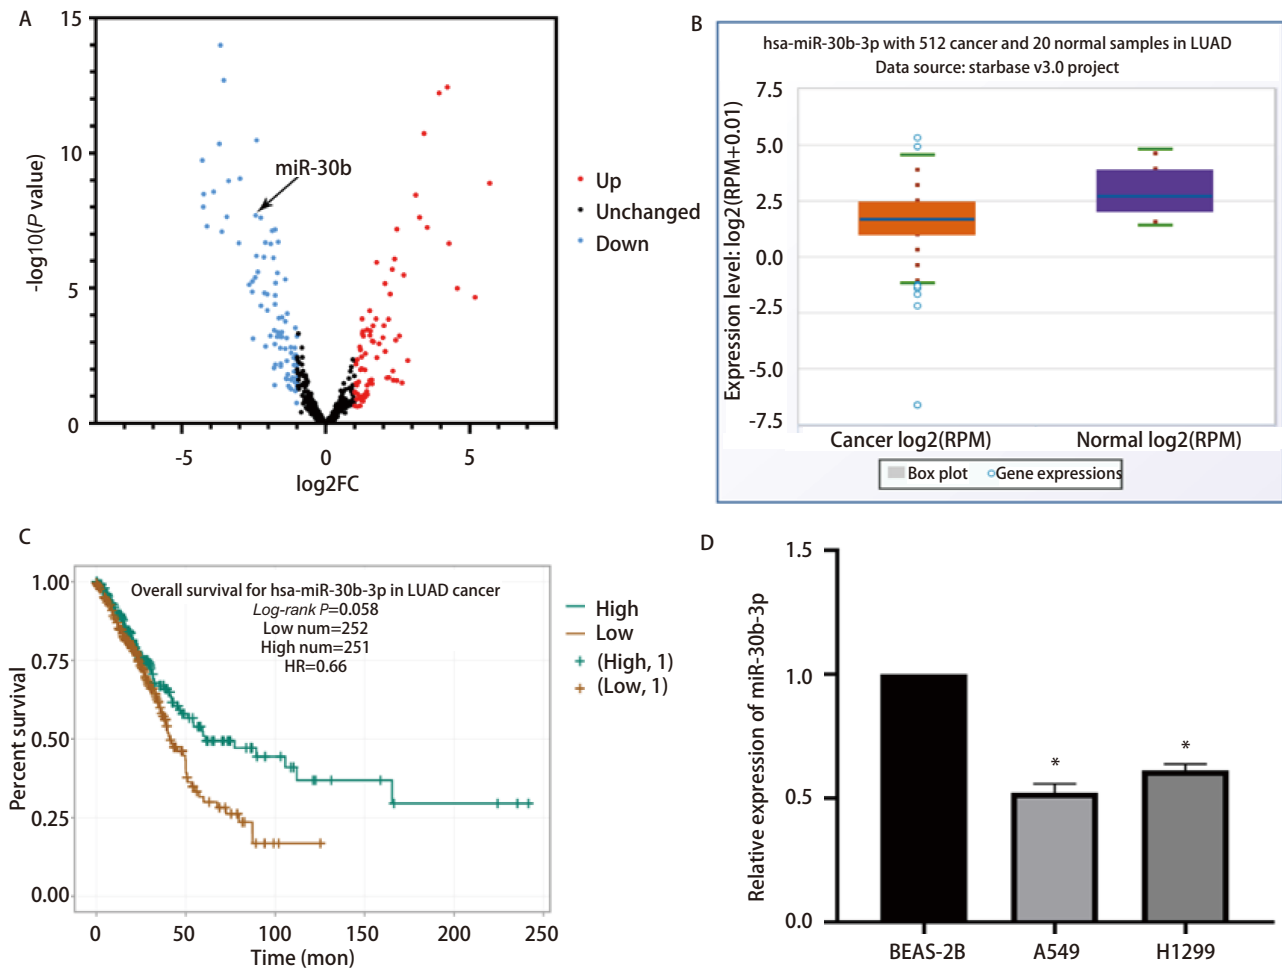 A
15
10
5
0
-log10(P value)
miR-30b
-5
0
5
log2FC
Up
Unchanged
Down
B
hsa-miR-30b-3p with 512 cancer and 20 normal samples in LUAD
Data source: starbase v3.0 project
Expression level: log2(RPM+0.01)
7.5
5.0
2.5
0.0
-2.5
-5.0
-7.5
Cancer log2(RPM)
Normal log2(RPM)
Box plot
Gene expressions
C
Overall survival for hsa-miR-30b-3p in LUAD cancer
Log-rank P=0.058
Low num=252
High num=251
HR=0.66
Percent survival
1.00
0.75
0.50
0.25
0.00
0
50
100
150
200
250
Time (mon)
High
Low
(High, 1)
(Low, 1)
D
Relative expression of miR-30b-3p
1.5
1.0
0.5
0.0
*
*
BEAS-2B
A549
H1299